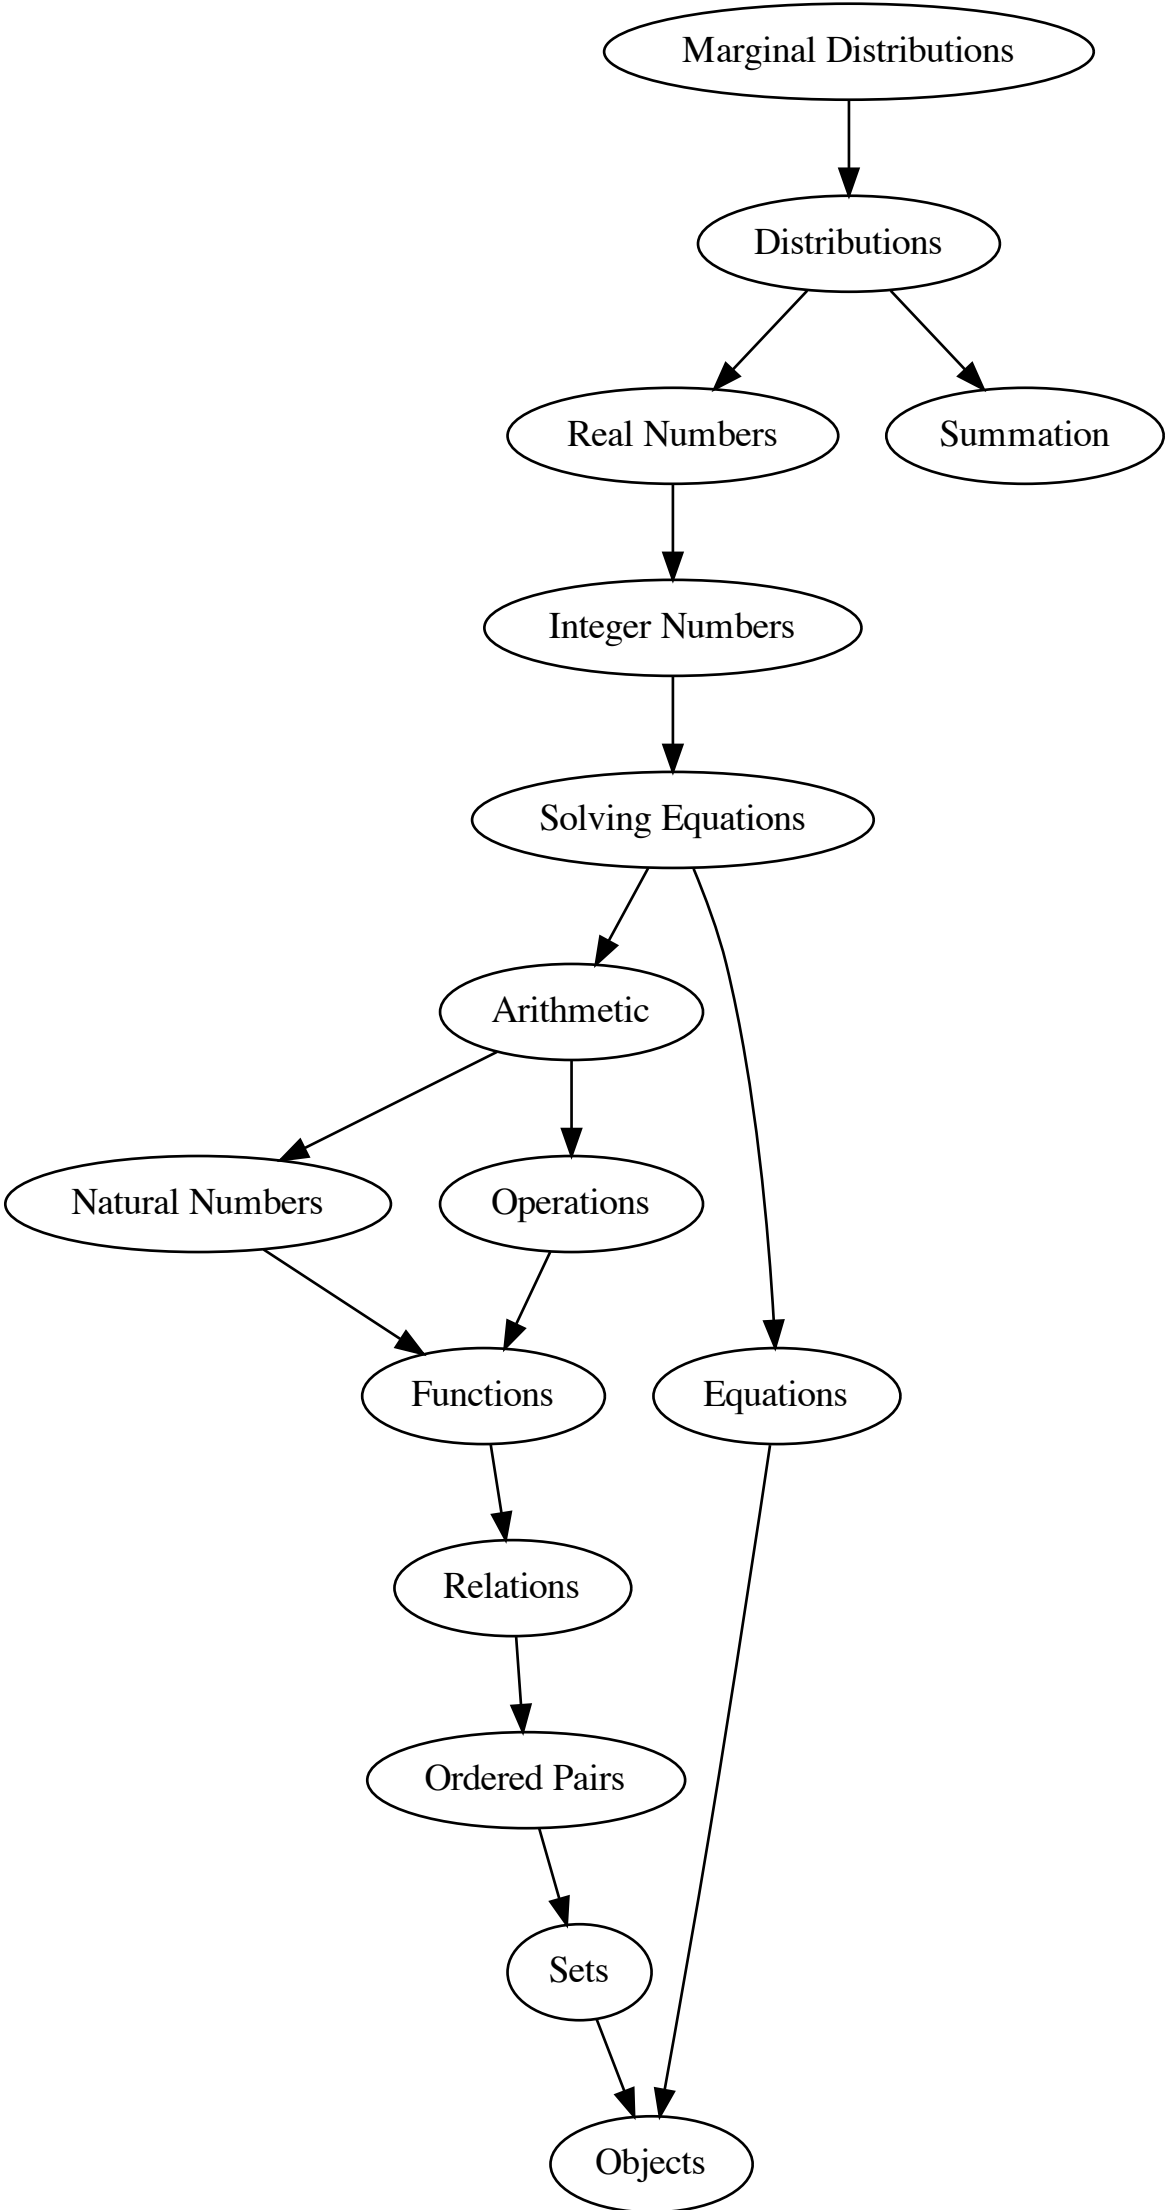 Marginal Distributions
Distributions
Real Numbers
Summation
Integer Numbers
Solving Equations
Arithmetic
Natural Numbers
Operations
Functions
Equations
Relations
Ordered Pairs
Sets
Objects